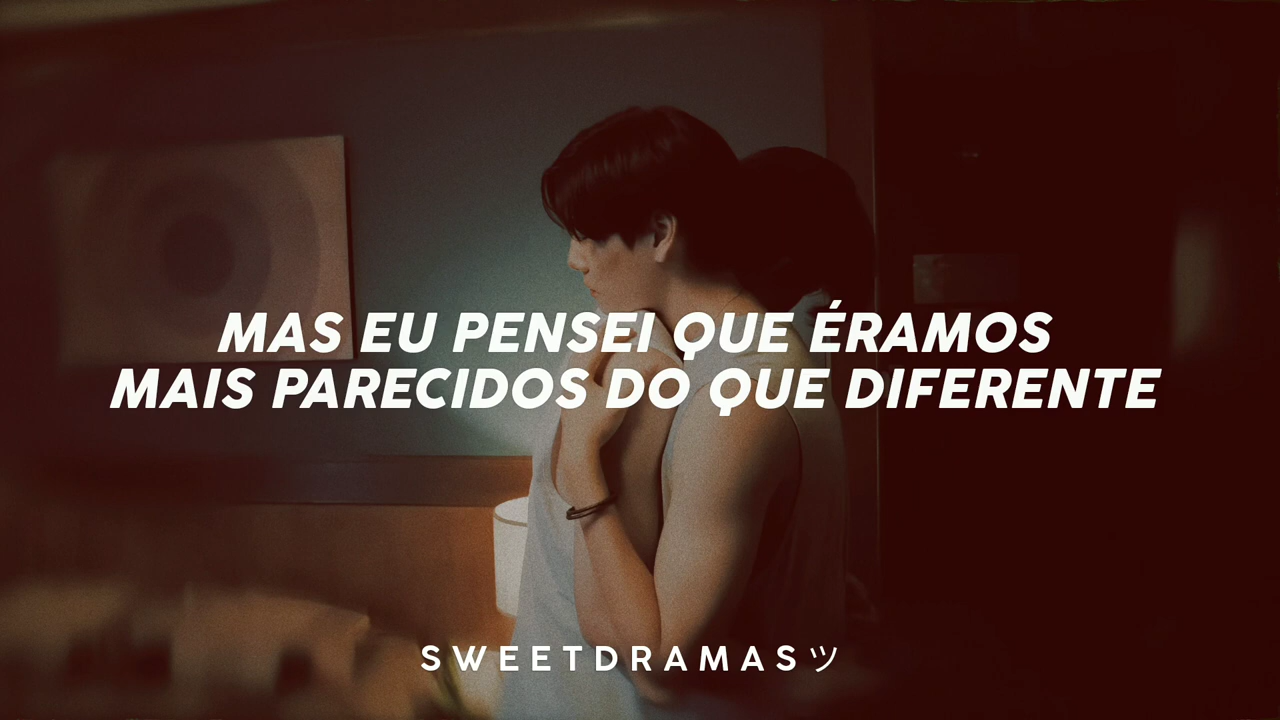 MAS EU PENSEI QUE ÉRAMOS
MAIS PARECIDOS DO QUE DIFERENTE
SWEETDRAMASツ